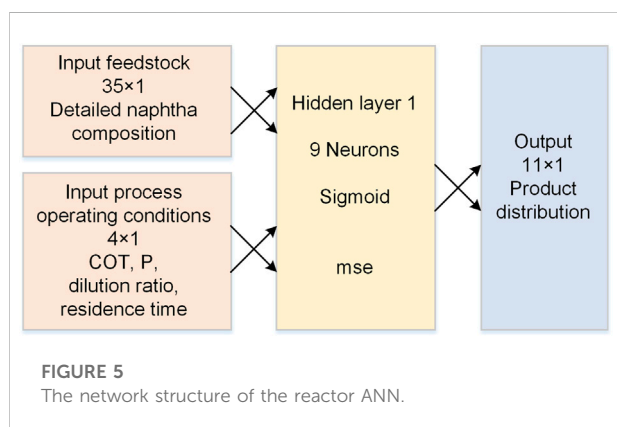 Input feedstock
35×1
Detailed naphtha
composition
Input process
operating conditions
4×1
COT, P,
dilution ratio,
residence time
Hidden layer 1
9 Neurons
Sigmoid
mse
Output
11×1
Product
distribution
FIGURE 5
The network structure of the reactor ANN.